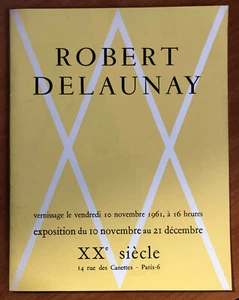 ROBERT
DELAUNAY
vernissage le vendredi 10 novembre 1961, à 16 heures
exposition du 10 novembre au 21 décembre
XXe siècle
14 rue des Canettes - Paris-6